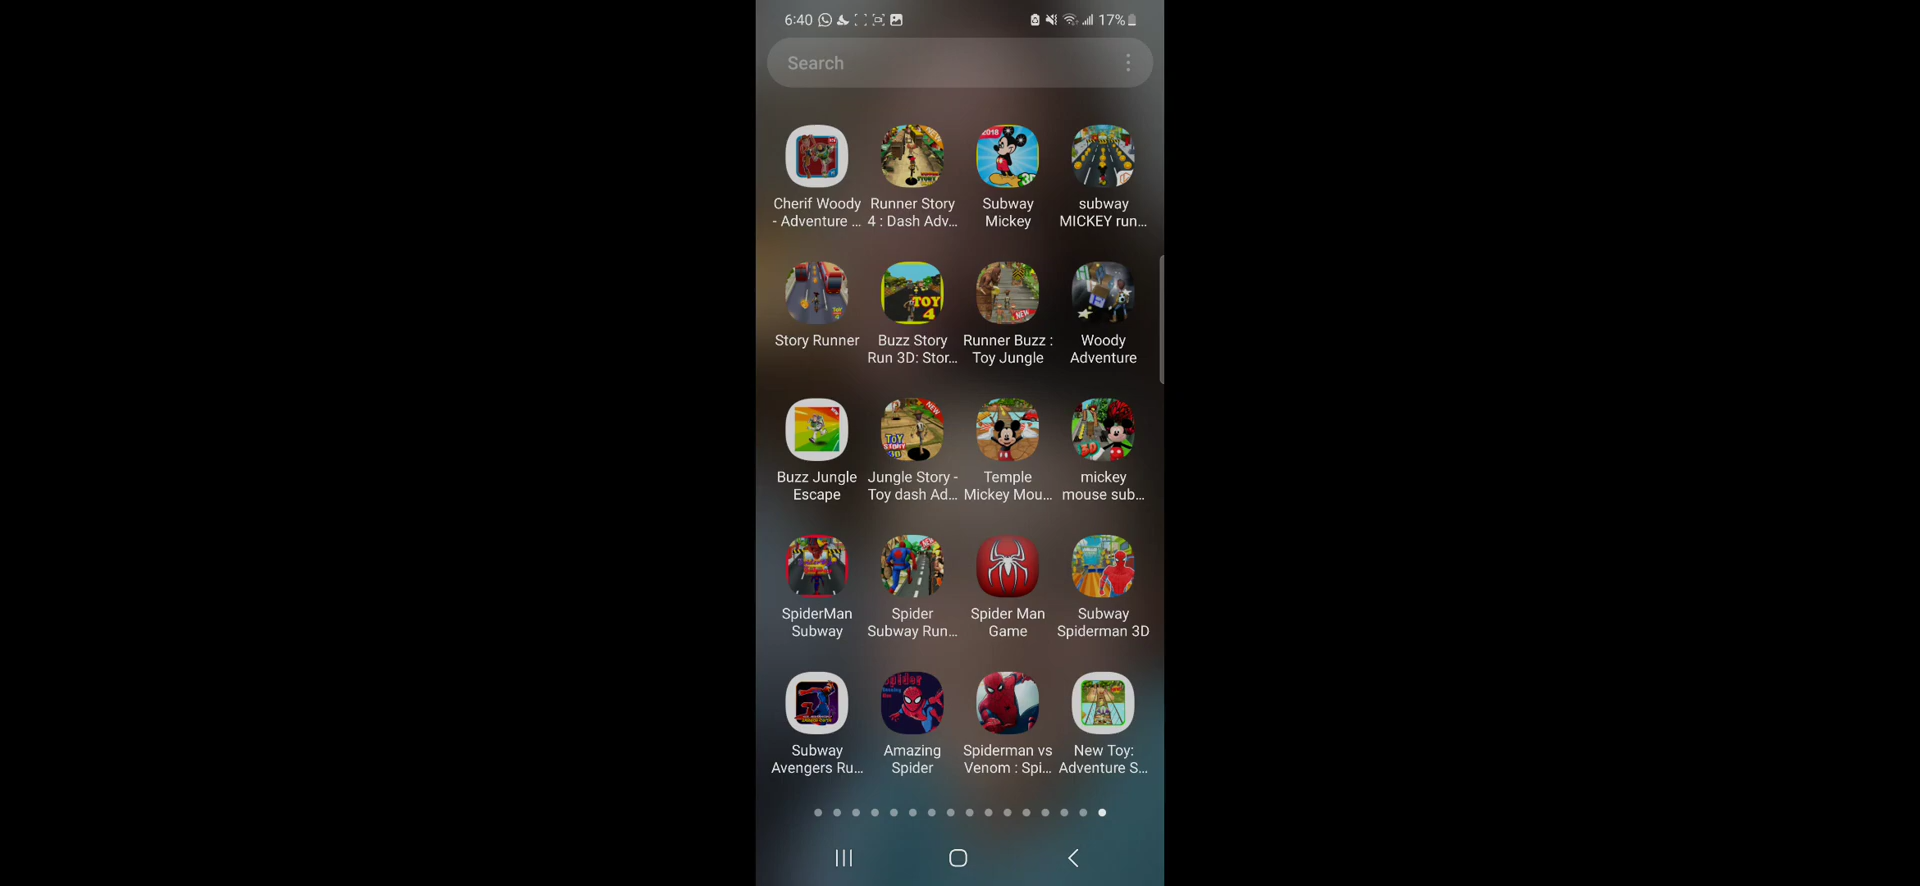 6:40 17%
Search
Cherif Woody
- Adventure ...
Runner Story
4 : Dash Adv...
Subway
Mickey
subway
MICKEY run...
Story Runner
Buzz Story
Run 3D: Stor...
Runner Buzz :
Toy Jungle
Woody
Adventure
Buzz Jungle
Escape
Jungle Story -
Toy dash Ad...
Temple
Mickey Mou...
mickey
mouse sub...
SpiderMan
Subway
Spider
Subway Run...
Spider Man
Game
Subway
Spiderman 3D
Subway
Avengers Ru...
Amazing
Spider
Spiderman vs
Venom : Spi...
New Toy:
Adventure S...